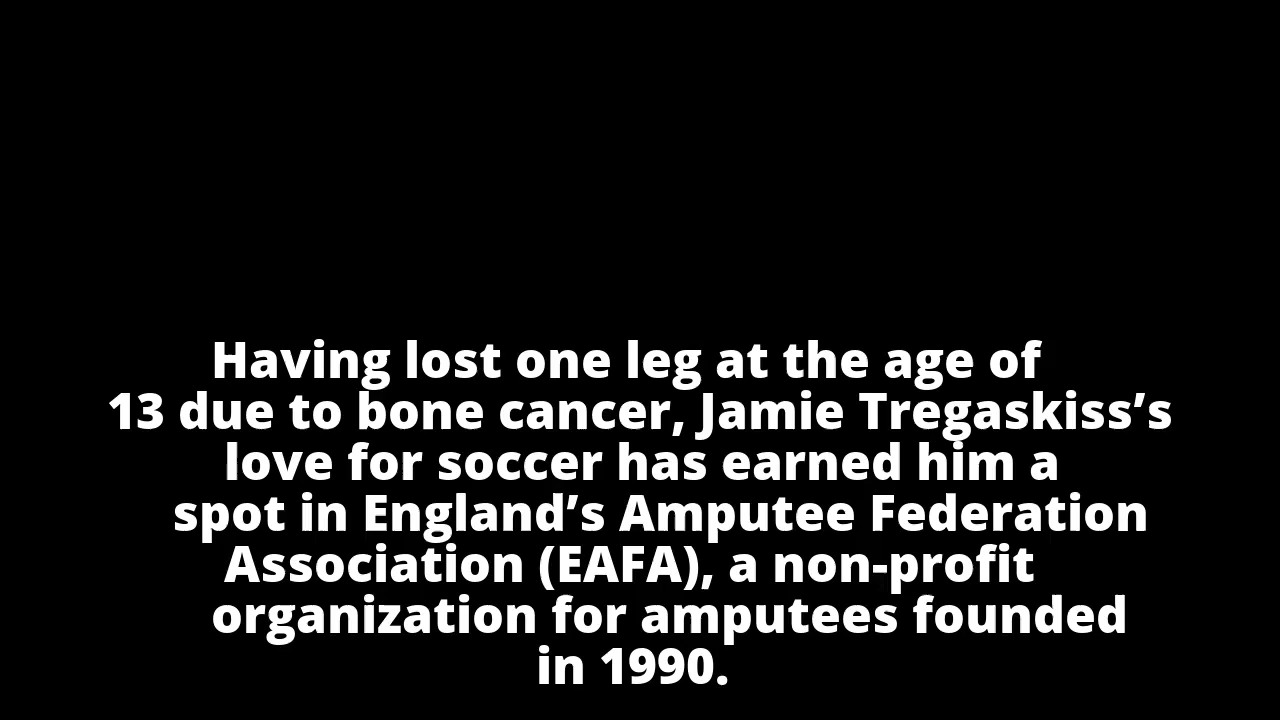 Having lost one leg at the age of
13 due to bone cancer, Jamie Tregaskiss’s
love for soccer has earned him a
spot in England’s Amputee Federation
Association (EAFA), a non-profit
organization for amputees founded
in 1990.